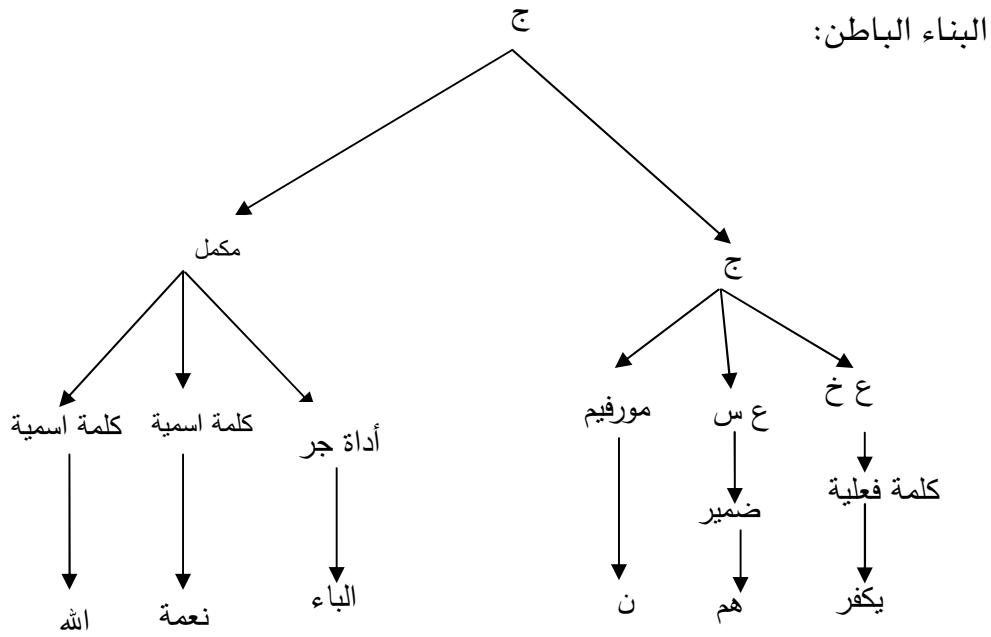 البناء الباطن:
ج
ج
مكمل
ع خ
ع س
مورفيم
أداة جر
كلمة اسمية
كلمة اسمية
كلمة فعلية
ضمير
يكفر
هم
ن
الباء
نعمة
الله